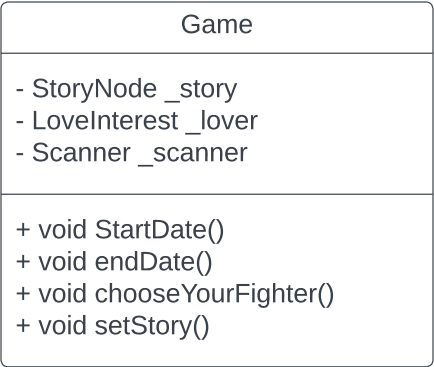 Game
- StoryNode _story
- LoveInterest _lover
- Scanner _scanner
+ void StartDate()
+ void endDate()
+ void chooseYourFighter()
+ void setStory()